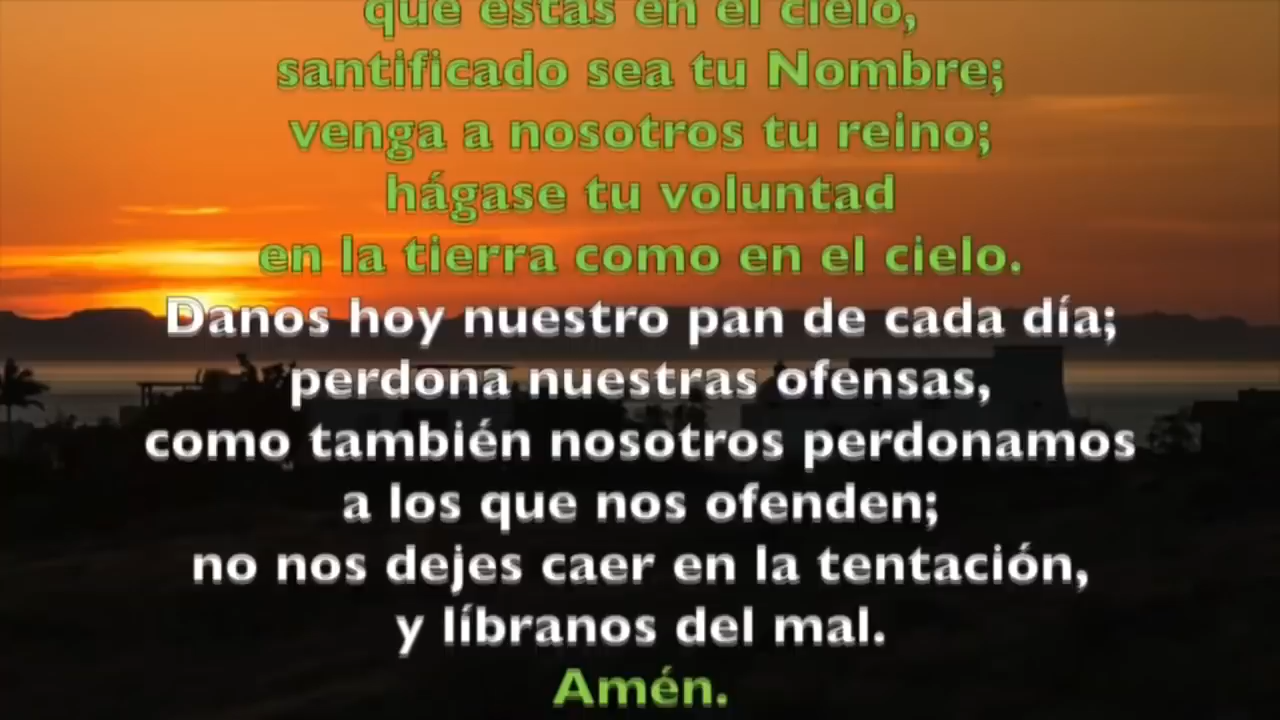 que estás en el cielo,
santificado sea tu Nombre;
venga a nosotros tu reino;
hágase tu voluntad
en la tierra como en el cielo.
Danos hoy nuestro pan de cada día;
perdona nuestras ofensas,
como también nosotros perdonamos
a los que nos ofenden;
no nos dejes caer en la tentación,
y líbranos del mal.
Amén.